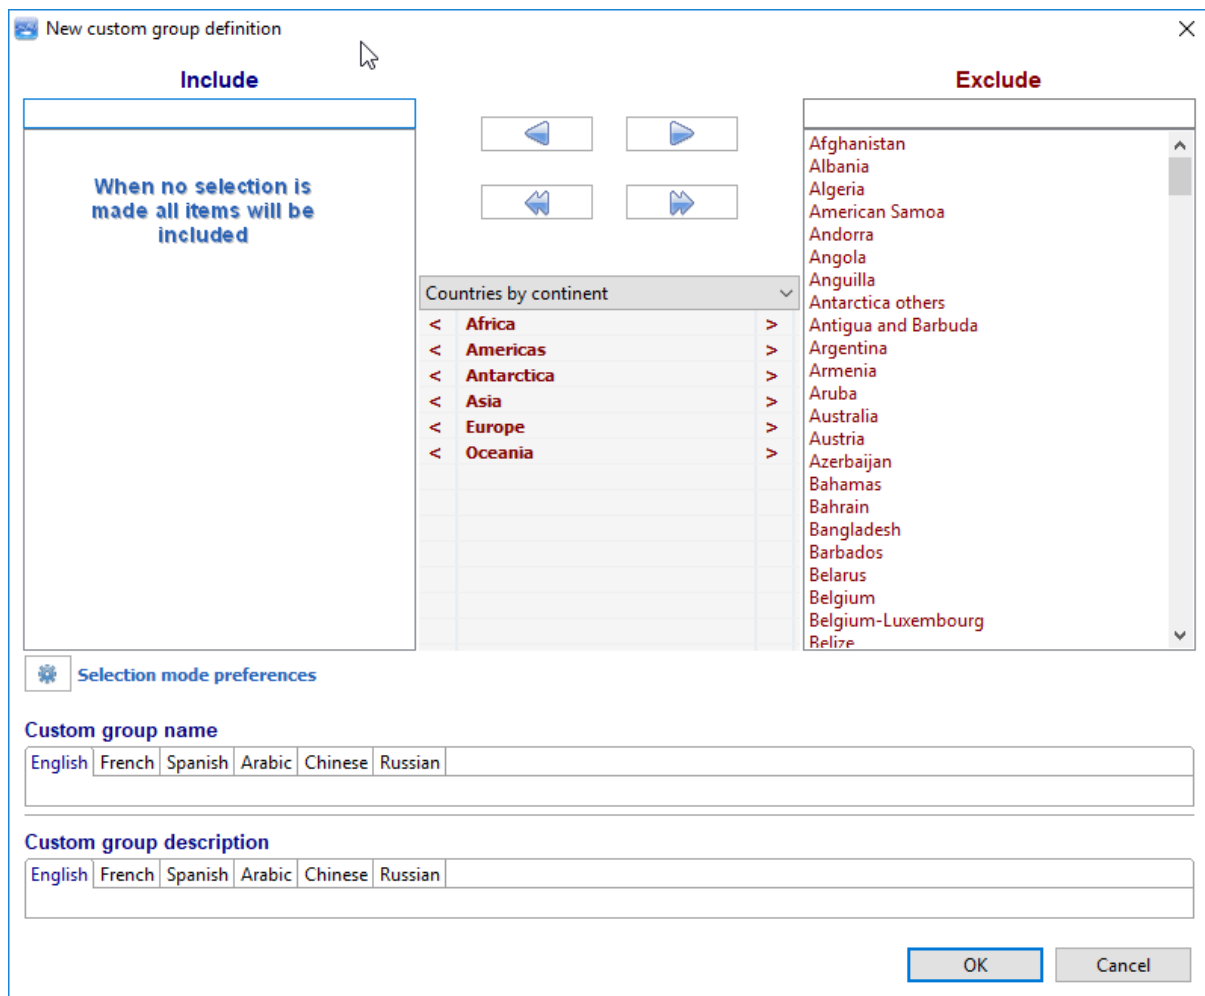 New custom group definition
Include
Exclude
When no selection is
made all items will be
included
Countries by continent
< Africa >
< Americas >
< Antarctica >
< Asia >
< Europe >
< Oceania >
Afghanistan
Albania
Algeria
American Samoa
Andorra
Angola
Anguilla
Antarctica others
Antigua and Barbuda
Argentina
Armenia
Aruba
Australia
Austria
Azerbaijan
Bahamas
Bahrain
Bangladesh
Barbados
Belarus
Belgium
Belgium-Luxembourg
Belize
Selection mode preferences
Custom group name
English French Spanish Arabic Chinese Russian
Custom group description
English French Spanish Arabic Chinese Russian
OK Cancel